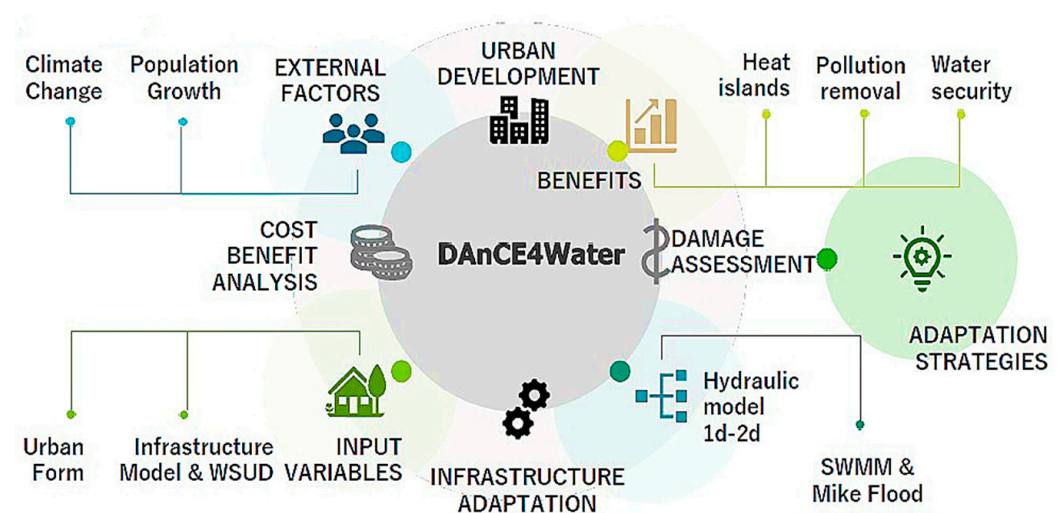 Climate
Change
Population
Growth
EXTERNAL
FACTORS
URBAN
DEVELOPMENT
BENEFITS
Heat
islands
Pollution
removal
Water
security
COST
BENEFIT
ANALYSIS
DAnCE4Water
DAMAGE
ASSESSMENT
ADAPTATION
STRATEGIES
Urban
Form
Infrastructure
Model & WSUD
INPUT
VARIABLES
INFRASTRUCTURE
ADAPTATION
Hydraulic
model
1d-2d
SWMM &
Mike Flood